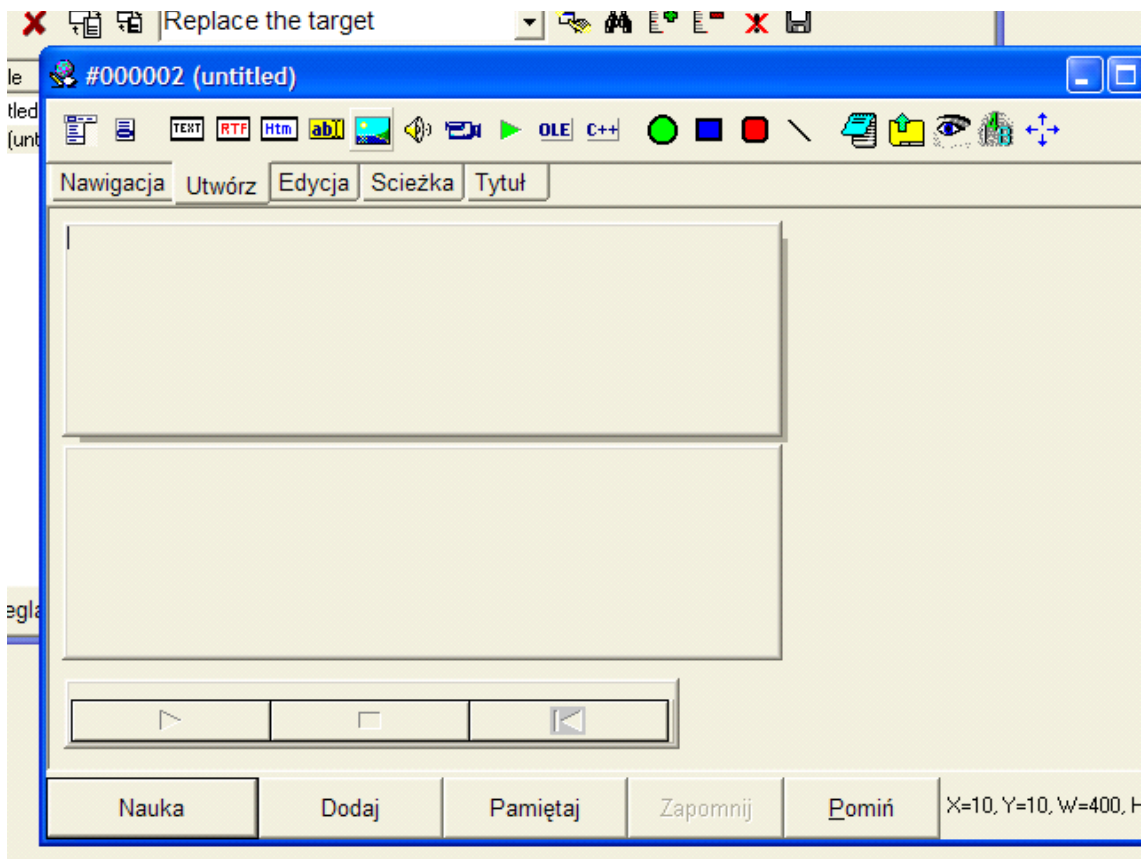 Replace the target
le
#000002 (untitled)
tled
(unt
TEXT RTF Htm abI OLE C++
Nawigacja Utwórz Edycja Scieżka Tytuł
egla
Nauka Dodaj Pamiętaj Zapomnij Pomiń X=10, Y=10, W=400, H